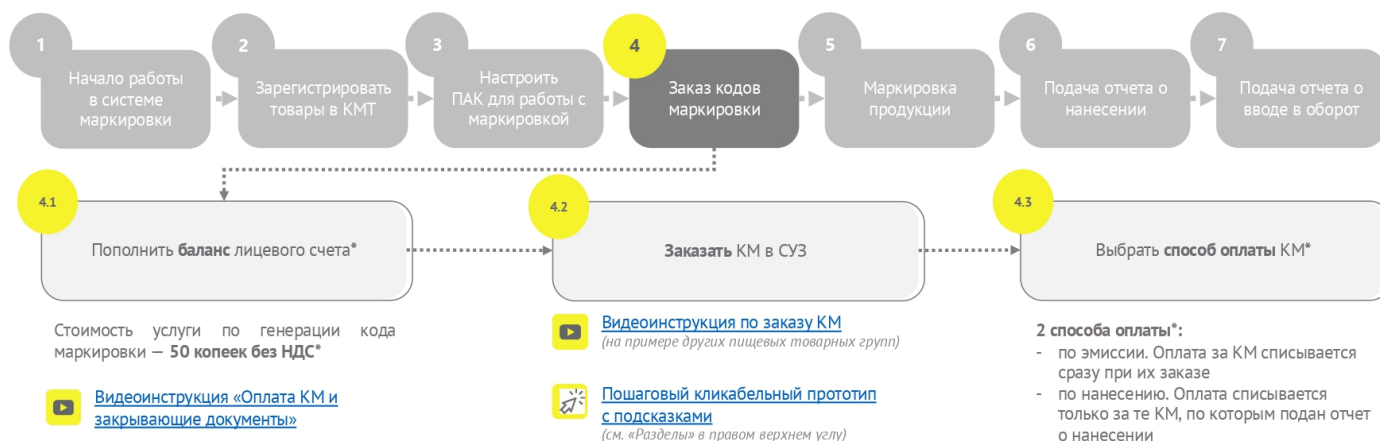 1
Начало работы
в системе
маркировки
2
Зарегистрировать
товары в КМТ
3
Настроить
ПАК для работы с
маркировкой
4
Заказ кодов
маркировки
5
Маркировка
продукции
6
Подача отчета о
нанесении
7
Подача отчета о
вводе в оборот
4.1
Пополнить баланс лицевого счета*
4.2
Заказать КМ в СУЗ
4.3
Выбрать способ оплаты КМ*
Стоимость услуги по генерации кода
маркировки — 50 копеек без НДС*
Видеоинструкция «Оплата КМ и
закрывающие документы»
Видеоинструкция по заказу КМ
(на примере других пищевых товарных групп)
Пошаговый кликабельный прототип
с подсказками
(см. «Разделы» в правом верхнем углу)
2 способа оплаты*:
- по эмиссии. Оплата за КМ списывается
сразу при их заказе
- по нанесению. Оплата списывается
только за те КМ, по которым подан отчет
о нанесении